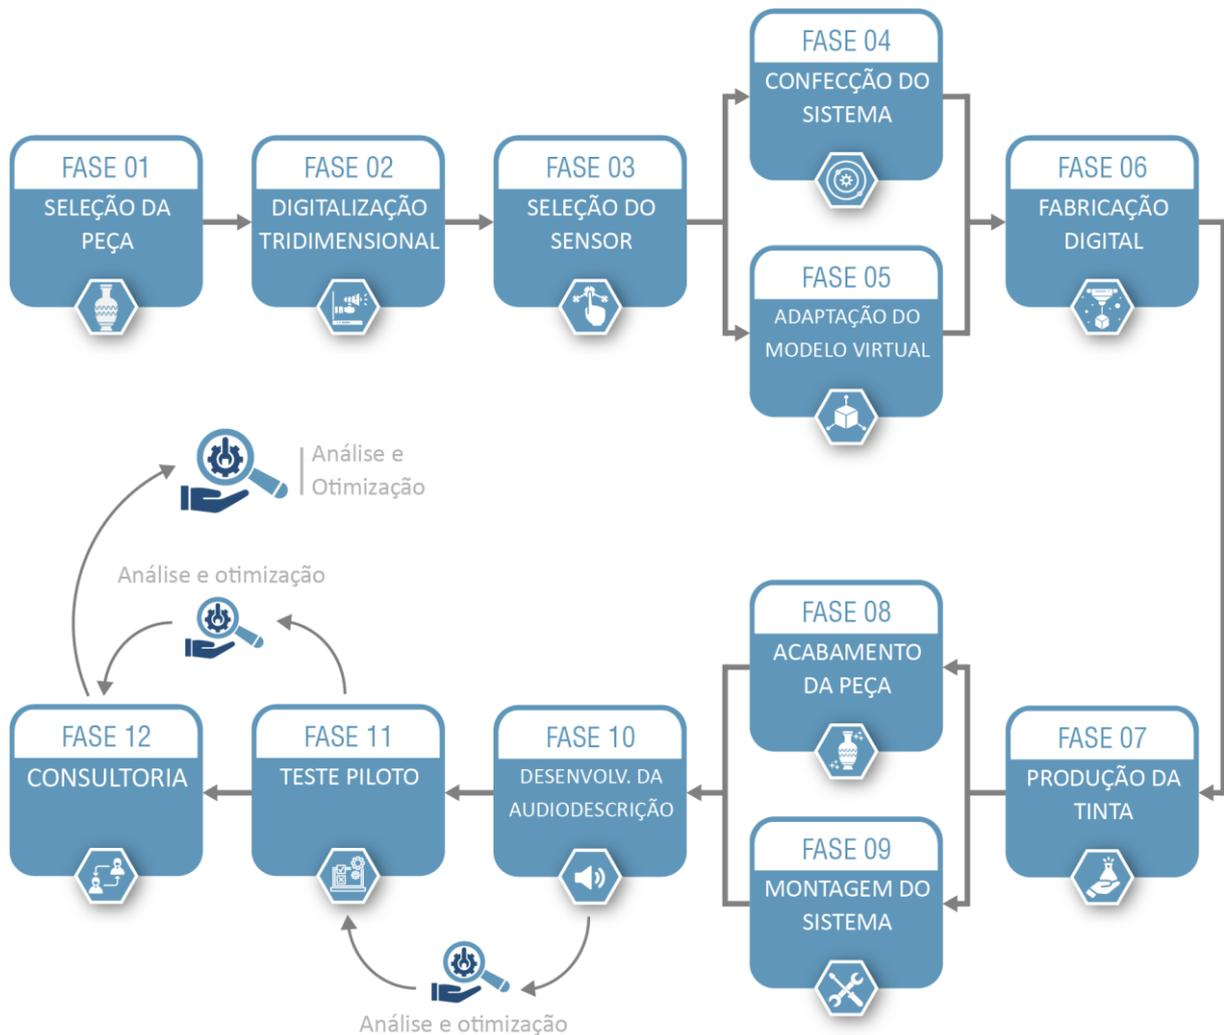 FASE 01
SELEÇÃO DA
PEÇA
FASE 02
DIGITALIZAÇÃO
TRIDIMENSIONAL
FASE 03
SELEÇÃO DO
SENSOR
FASE 04
CONFECÇÃO DO
SISTEMA
FASE 05
ADAPTAÇÃO DO
MODELO VIRTUAL
FASE 06
FABRICAÇÃO
DIGITAL
FASE 07
PRODUÇÃO DA
TINTA
FASE 08
ACABAMENTO
DA PEÇA
FASE 09
MONTAGEM DO
SISTEMA
FASE 10
DESENVOLV. DA
AUDIODESCRIÇÃO
Análise e otimização
FASE 11
TESTE PILOTO
Análise e otimização
FASE 12
CONSULTORIA
Análise e
Otimização